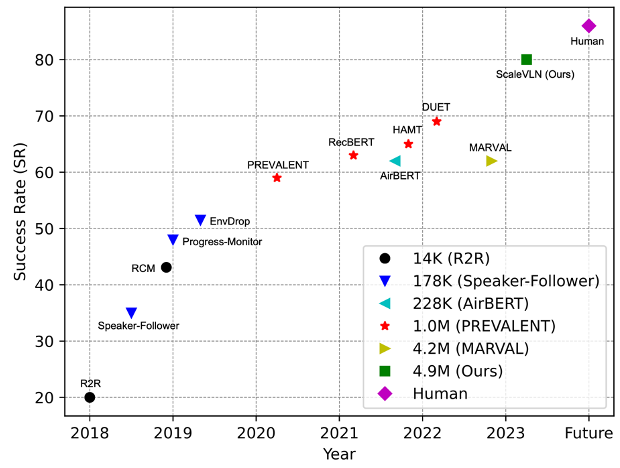 Success Rate (SR)
80
70
60
50
40
30
20
Human
ScaleVLN (Ours)
DUET
HAMT
RecBERT
MARVAL
PREVALENT
AirBERT
EnvDrop
Progress-Monitor
RCM
Speaker-Follower
R2R
14K (R2R)
178K (Speaker-Follower)
228K (AirBERT)
1.0M (PREVALENT)
4.2M (MARVAL)
4.9M (Ours)
Human
2018 2019 2020 2021 2022 2023 Future
Year